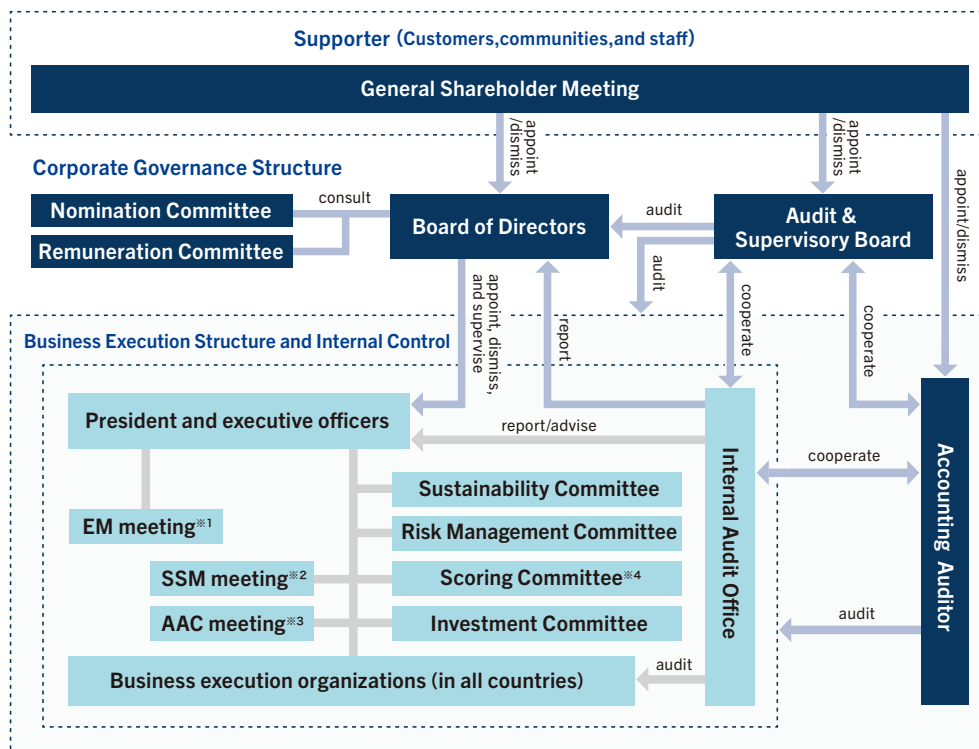 Supporter (Customers,communities,and staff)
General Shareholder Meeting
appoint
/dismiss
appoint
/dismiss
appoint/dismiss
Corporate Governance Structure
Nomination Committee
consult
Remuneration Committee
Board of Directors
audit
Audit &
Supervisory Board
audit
appoint, dismiss,
and supervise
report
cooperate
cooperate
Business Execution Structure and Internal Control
President and executive officers
report/advise
Internal Audit Office
cooperate
Accounting Auditor
EM meeting※1
Sustainability Committee
Risk Management Committee
SSM meeting※2
Scoring Committee※4
AAC meeting※3
Investment Committee
audit
Business execution organizations (in all countries)
audit